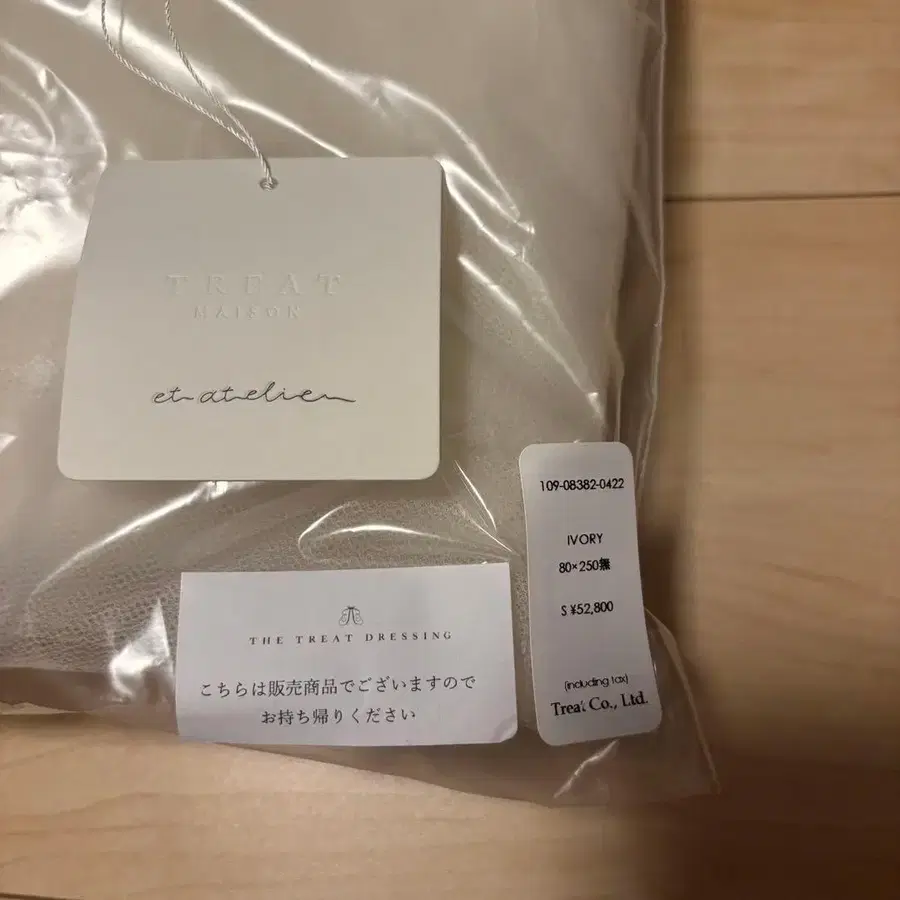 TREAT
MAISON
et atelier
THE TREAT DRESSING
こちらは販売商品でございますので
お持ち帰りください
109-08382-0422
IVORY
80×250無
S ¥52,800
(including tax)
Treat Co., Ltd.